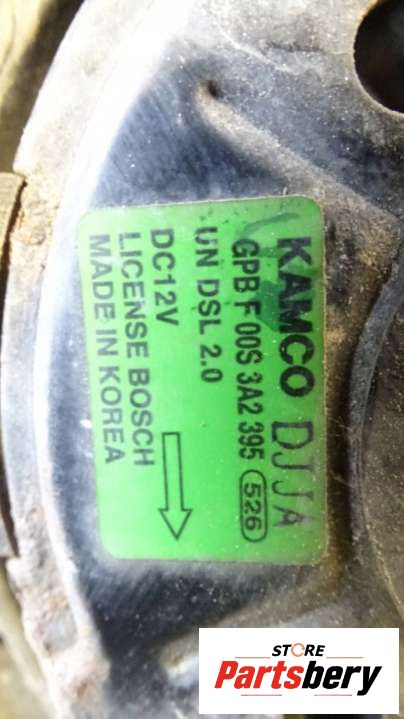 KAMCO DJJA
GPB F 00S 3A2 395 526
UN DSL 2.0
DC12V
LICENSE BOSCH
MADE IN KOREA
STORE
Partsbery